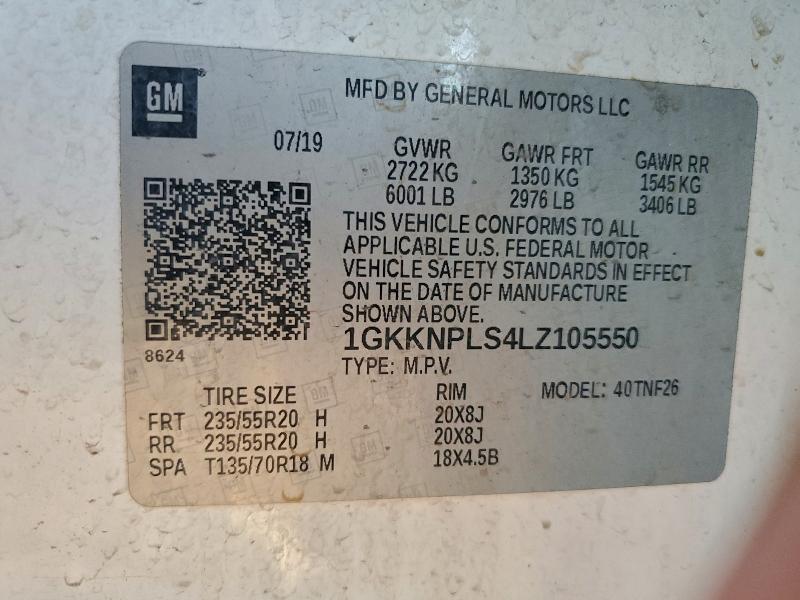 GM
MFD BY GENERAL MOTORS LLC
07/19
GVWR GAWR FRT GAWR RR
2722 KG 1350 KG 1545 KG
6001 LB 2976 LB 3406 LB
THIS VEHICLE CONFORMS TO ALL
APPLICABLE U.S. FEDERAL MOTOR
VEHICLE SAFETY STANDARDS IN EFFECT
ON THE DATE OF MANUFACTURE
SHOWN ABOVE.
1GKKNPLS4LZ105550
8624
TYPE: M.P.V.
TIRE SIZE RIM MODEL: 40TNF26
FRT 235/55R20 H 20X8J
RR 235/55R20 H 20X8J
SPA T135/70R18 M 18X4.5B